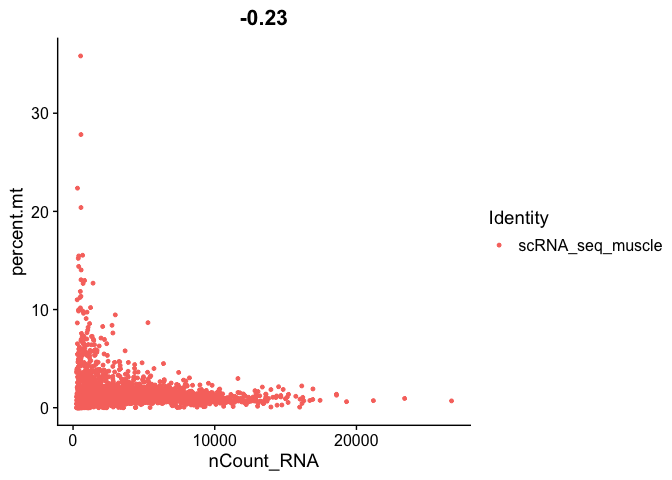 -0.23
percent.mt
30
20
10
0
0 10000 20000
nCount_RNA
Identity
scRNA_seq_muscle